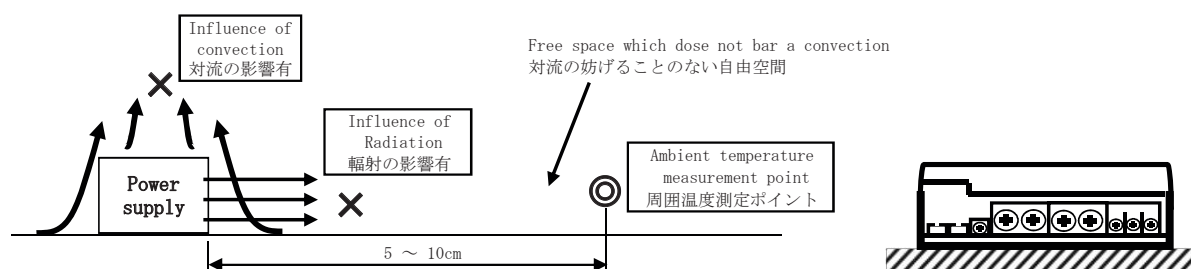 Influence of
convection
対流の影響有
Free space which dose not bar a convection
対流の妨げることのない自由空間
Influence of
Radiation
輻射の影響有
Power
supply
Ambient temperature
measurement point
周囲温度測定ポイント
5 ～ 10cm